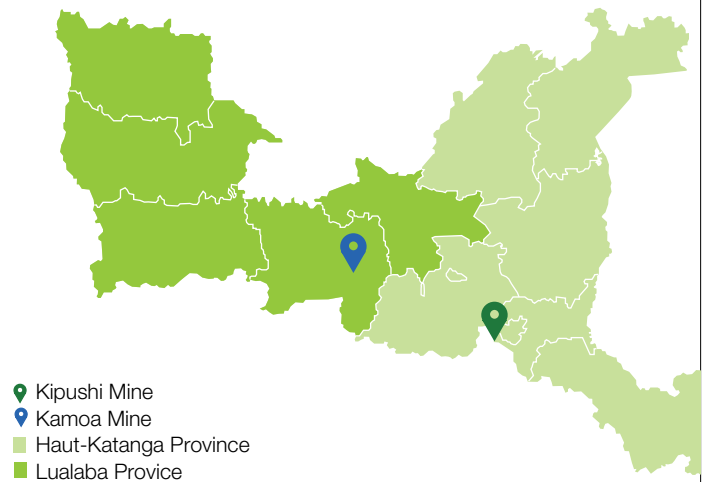 Kipushi Mine
Kamoa Mine
Haut-Katanga Province
Lualaba Provice